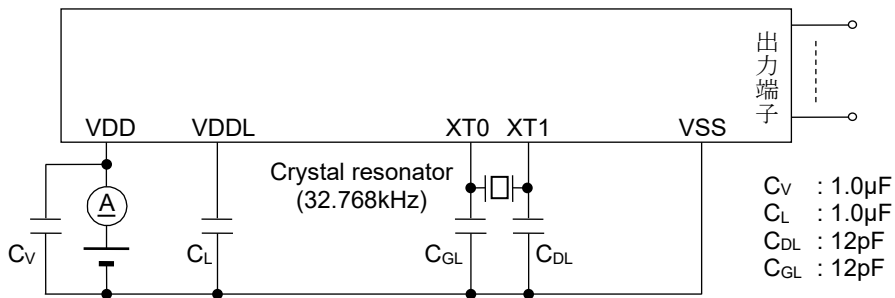 出力端子
VDD
VDDL
XT0
XT1
VSS
Crystal resonator
(32.768kHz)
A
CV
CL
CGL
CDL
CV : 1.0µF
CL : 1.0µF
CDL : 12pF
CGL : 12pF